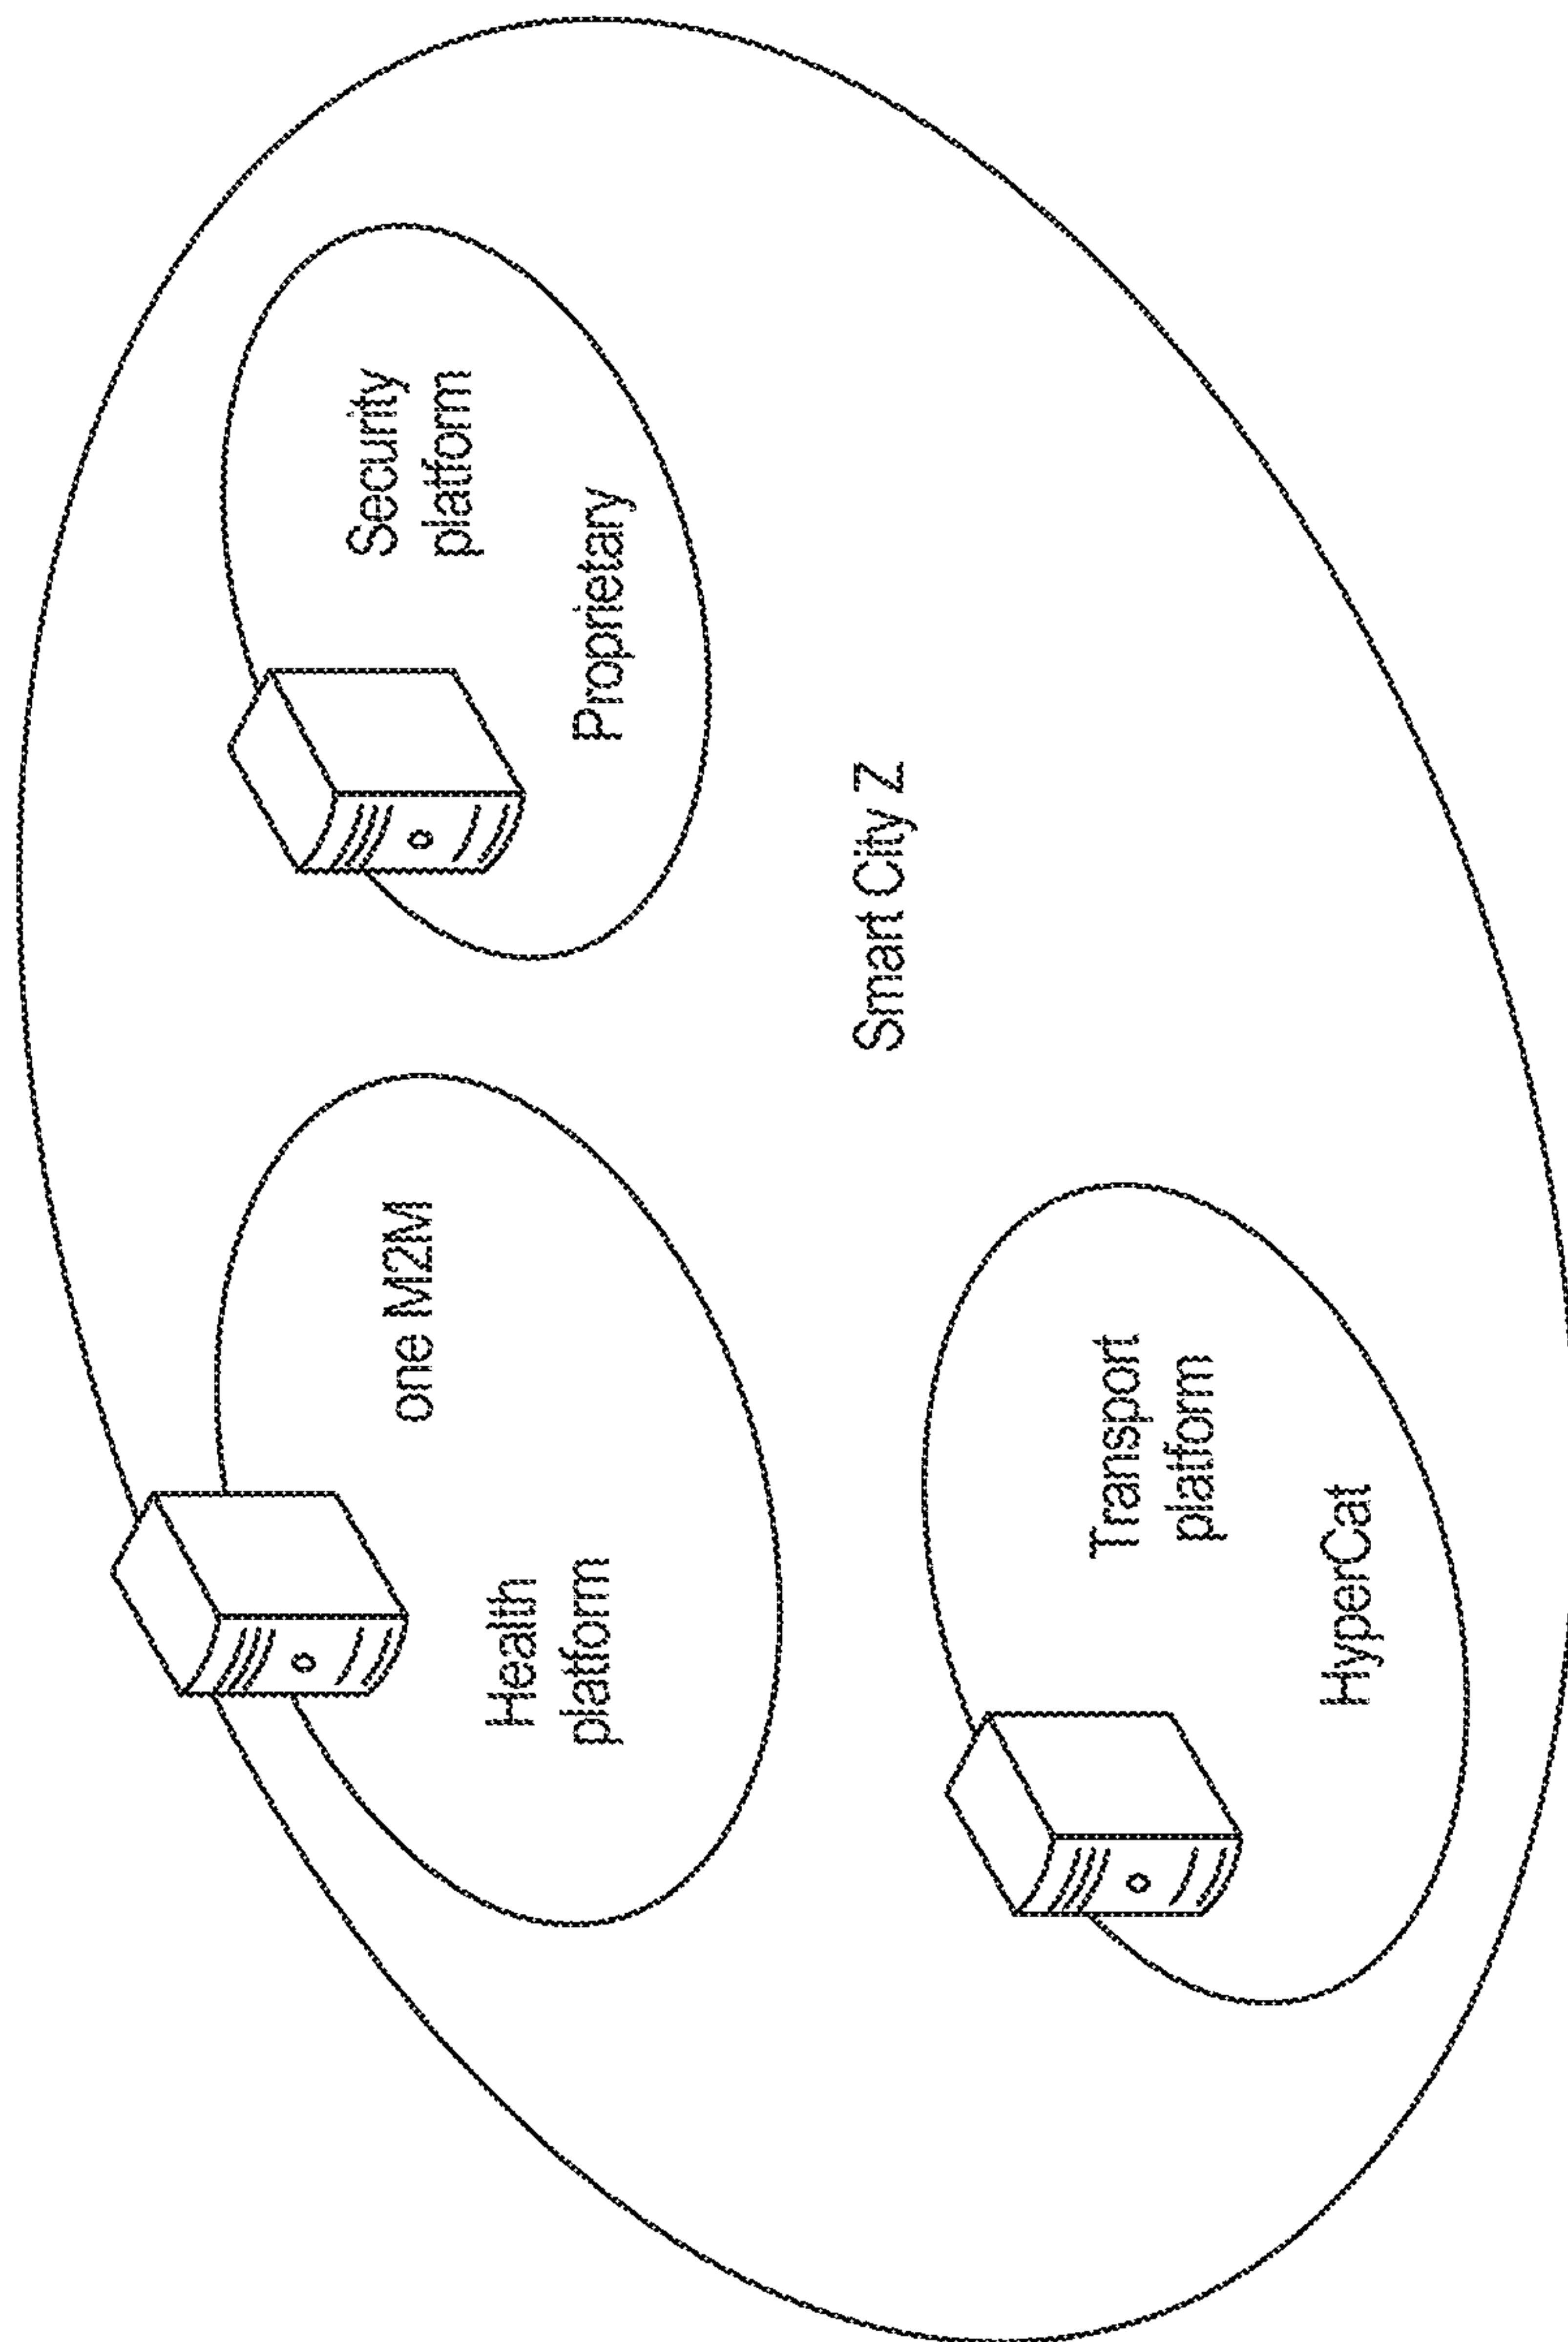 one M2M
Health
platform
Security
platform
Proprietary
Smart City Z
Transport
platform
HyperCat